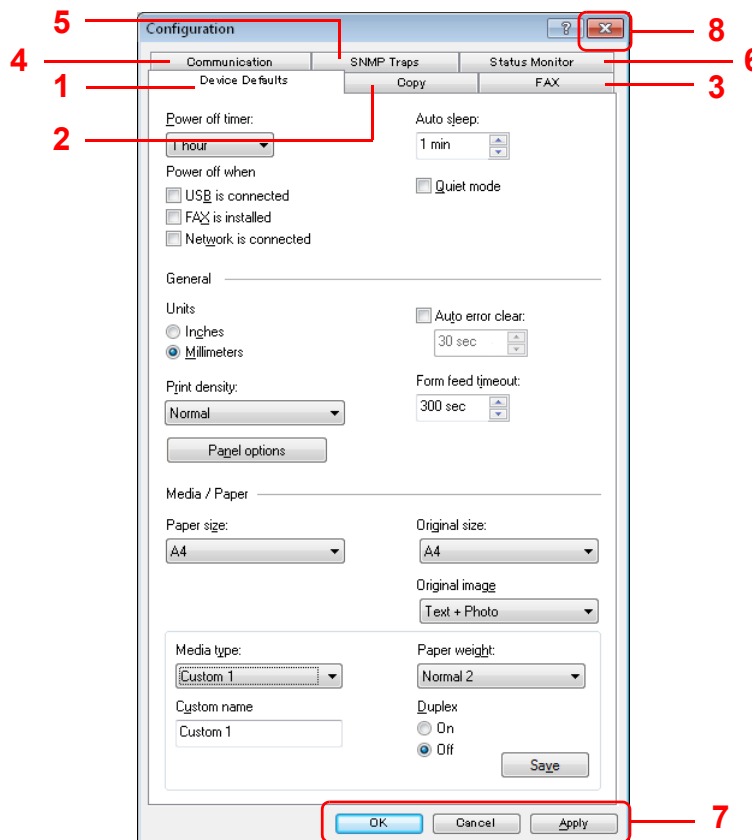 Configuration
?
8
5
4
Communication
SNMP Traps
Status Monitor
6
1
Device Defaults
Copy
FAX
3
2
Power off timer:
1 hour
Auto sleep:
1 min
Power off when
USB is connected
FAX is installed
Network is connected
Quiet mode
General
Units
Inches
Millimeters
Auto error clear:
30 sec
Print density:
Normal
Form feed timeout:
300 sec
Panel options
Media / Paper
Paper size:
A4
Original size:
A4
Original image
Text + Photo
Media type:
Custom 1
Paper weight:
Normal 2
Custom name
Custom 1
Duplex
On
Off
Save
OK
Cancel
Apply
7